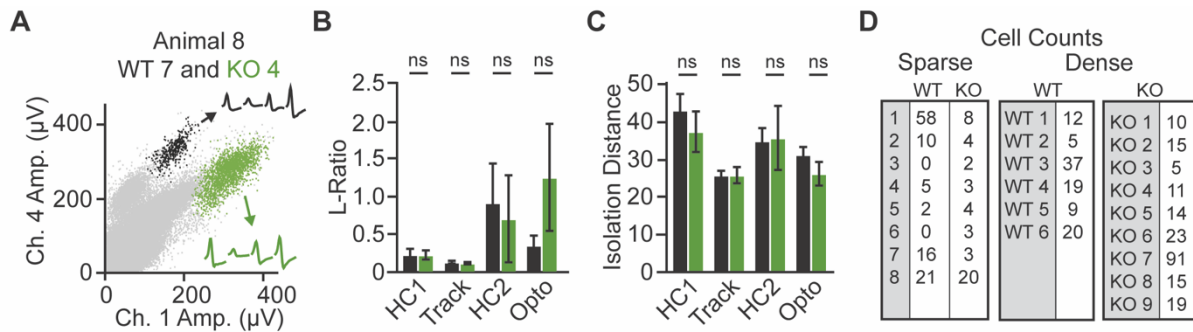 A
Animal 8
WT 7 and KO 4
Ch. 4 Amp. (µV)
400
200
0
0
200
400
Ch. 1 Amp. (µV)
B
ns ns ns ns
L-Ratio
2.5
2.0
1.5
1.0
0.5
0
HC1 Track HC2 Opto
C
ns ns ns ns
Isolation Distance
50
40
30
20
10
0
HC1 Track HC2 Opto
D
Cell Counts
Sparse
WT KO
1 58 8
2 10 4
3 0 2
4 5 3
5 2 4
6 0 3
7 16 3
8 21 20
Dense
WT
WT 1 12
WT 2 5
WT 3 37
WT 4 19
WT 5 9
WT 6 20
KO
KO 1 10
KO 2 15
KO 3 5
KO 4 11
KO 5 14
KO 6 23
KO 7 91
KO 8 15
KO 9 19